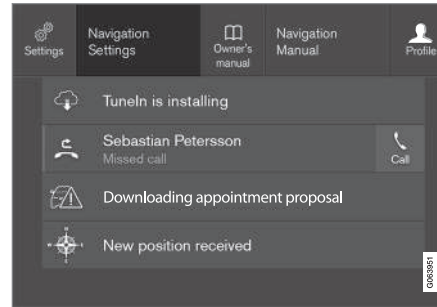 Settings
Navigation
Settings
Owner's
manual
Navigation
Manual
Profile
TuneIn is installing
Sebastian Petersson
Missed call
Call
Downloading appointment proposal
New position received
G063951